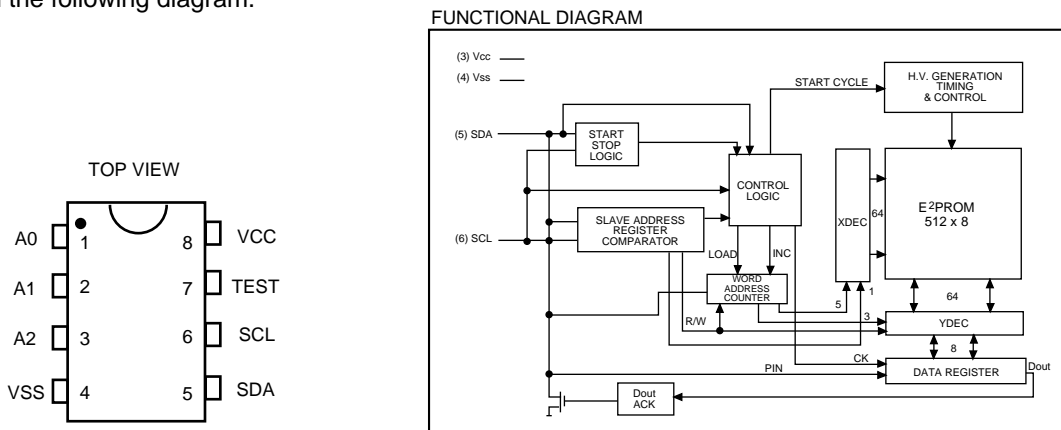 the following diagram.
FUNCTIONAL DIAGRAM
TOP VIEW
A0 1 8 VCC
A1 2 7 TEST
A2 3 6 SCL
VSS 4 5 SDA
(3) Vcc
(4) Vss
(5) SDA
(6) SCL
START
STOP
LOGIC
SLAVE ADDRESS
REGISTER
COMPARATOR
CONTROL
LOGIC
START CYCLE
H.V. GENERATION
TIMING
& CONTROL
LOAD
INC
WORD
ADDRESS
COUNTER
R/W
XDEC
64
E2PROM
512 x 8
1
5
3
64
YDEC
8
CK
PIN
DATA REGISTER
Dout
Dout
ACK